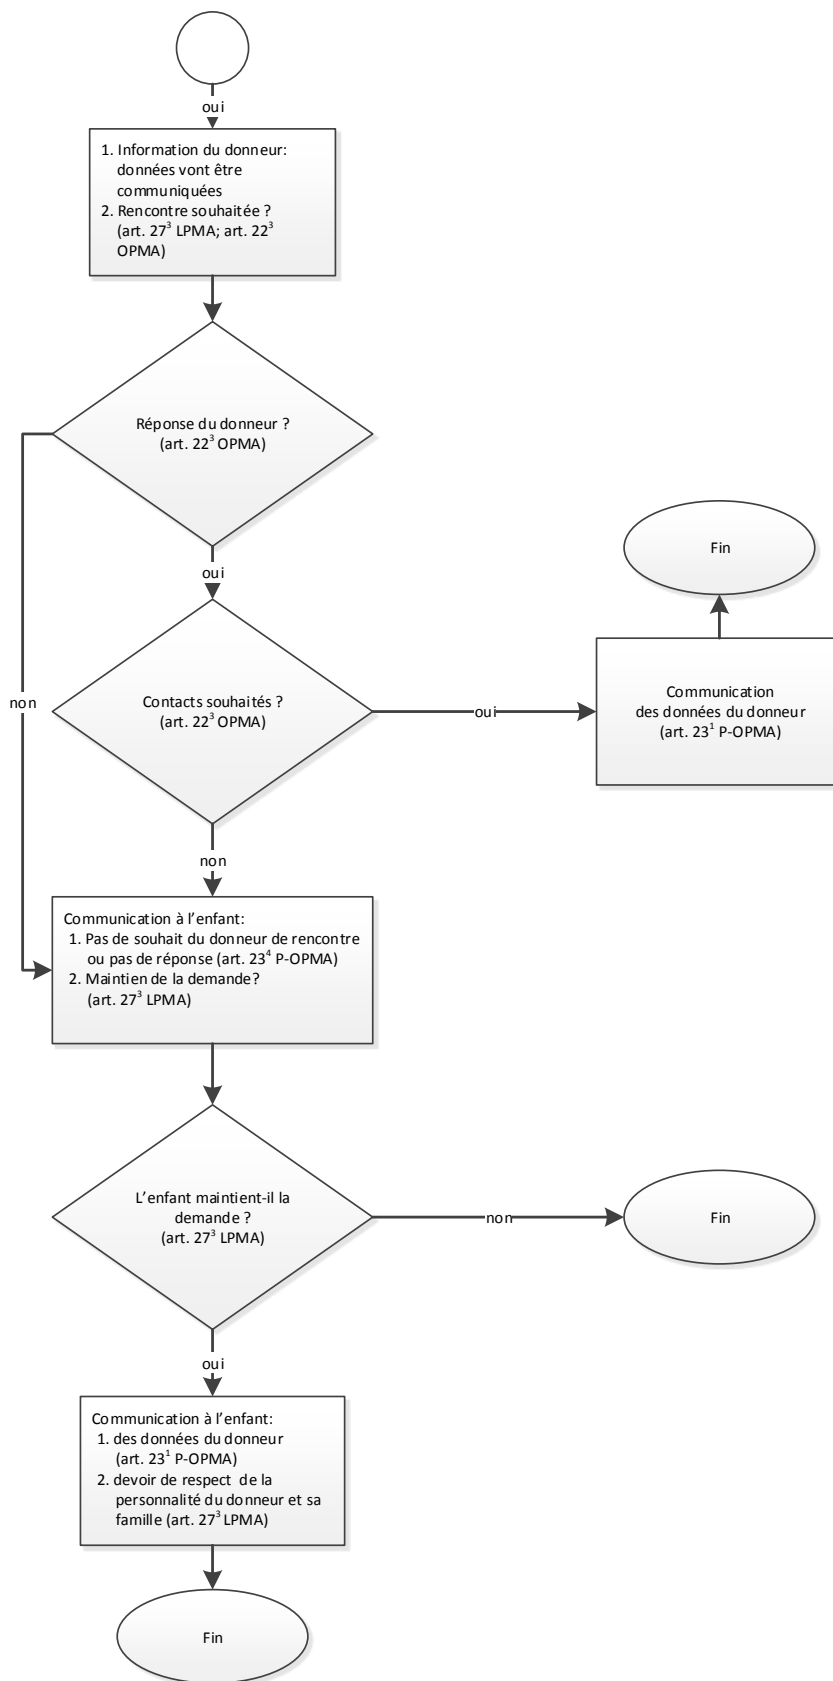 oui
1. Information du donneur:
données vont être
communiquées
2. Rencontre souhaitée ?
(art. 27³ LPMA; art. 22³
OPMA)
Réponse du donneur ?
(art. 22³ OPMA)
oui
Fin
Contacts souhaités ?
(art. 22³ OPMA)
non
oui
Communication
des données du donneur
(art. 23¹ P-OPMA)
non
Communication à l'enfant:
1. Pas de souhait du donneur de rencontre
ou pas de réponse (art. 23⁴ P-OPMA)
2. Maintien de la demande?
(art. 27³ LPMA)
L'enfant maintient-il la
demande ?
(art. 27³ LPMA)
non
Fin
oui
Communication à l'enfant:
1. des données du donneur
(art. 23¹ P-OPMA)
2. devoir de respect de la
personnalité du donneur et sa
famille (art. 27³ LPMA)
Fin